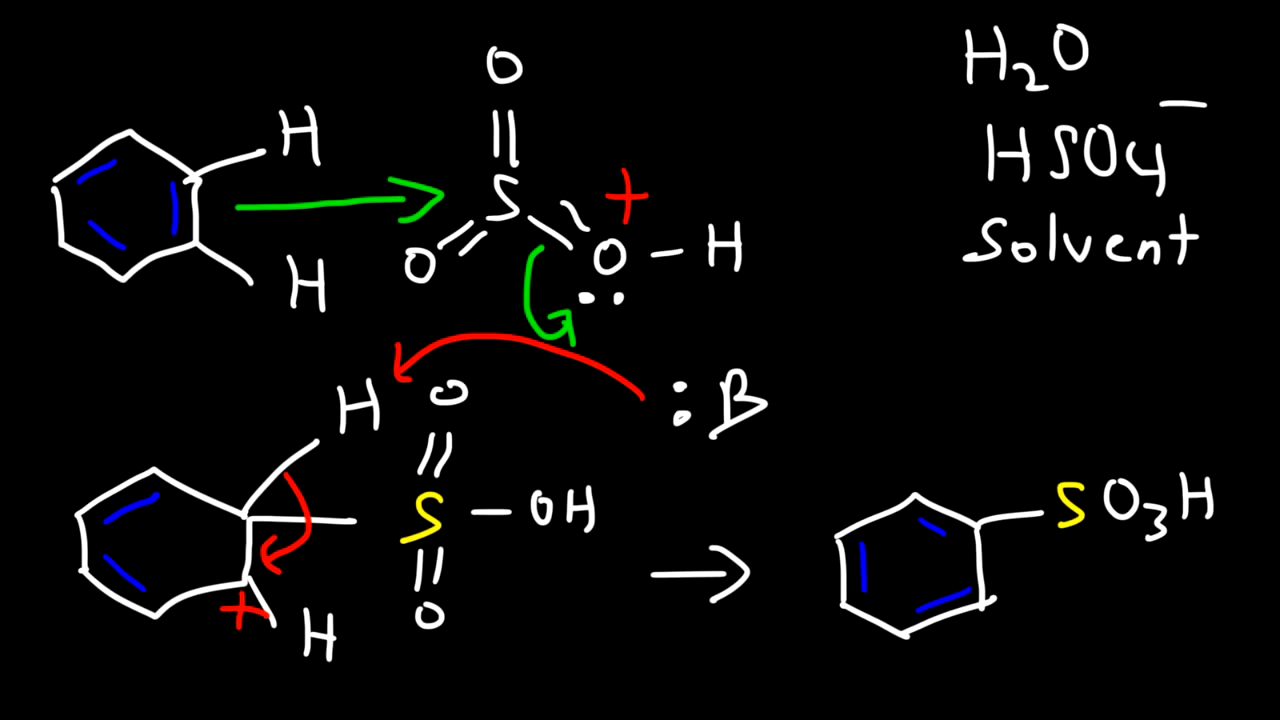 H
H
O
S
O
O - H
+
: B
H2O
HSO4⁻
Solvent
H
O
S - OH
O
+
H
→
SO3H